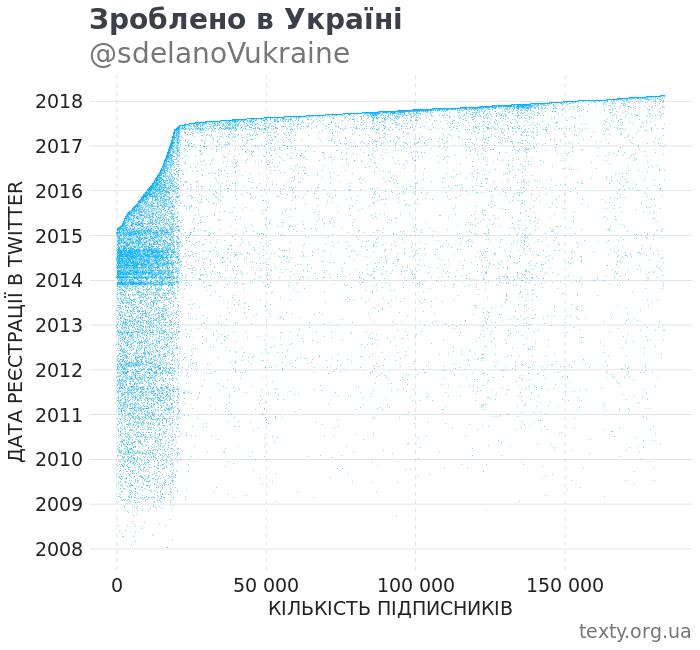 Зроблено в Україні
@sdelanoVukraine
2018
2017
2016
2015
2014
2013
2012
2011
2010
2009
2008
ДАТА РЕЄСТРАЦІЇ В TWITTER
0 50 000 100 000 150 000
КІЛЬКІСТЬ ПІДПИСНИКІВ
texty.org.ua